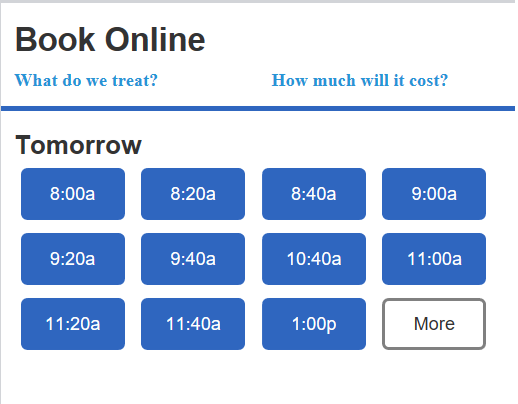 Book Online
What do we treat? How much will it cost?
Tomorrow
8:00a 8:20a 8:40a 9:00a
9:20a 9:40a 10:40a 11:00a
11:20a 11:40a 1:00p More